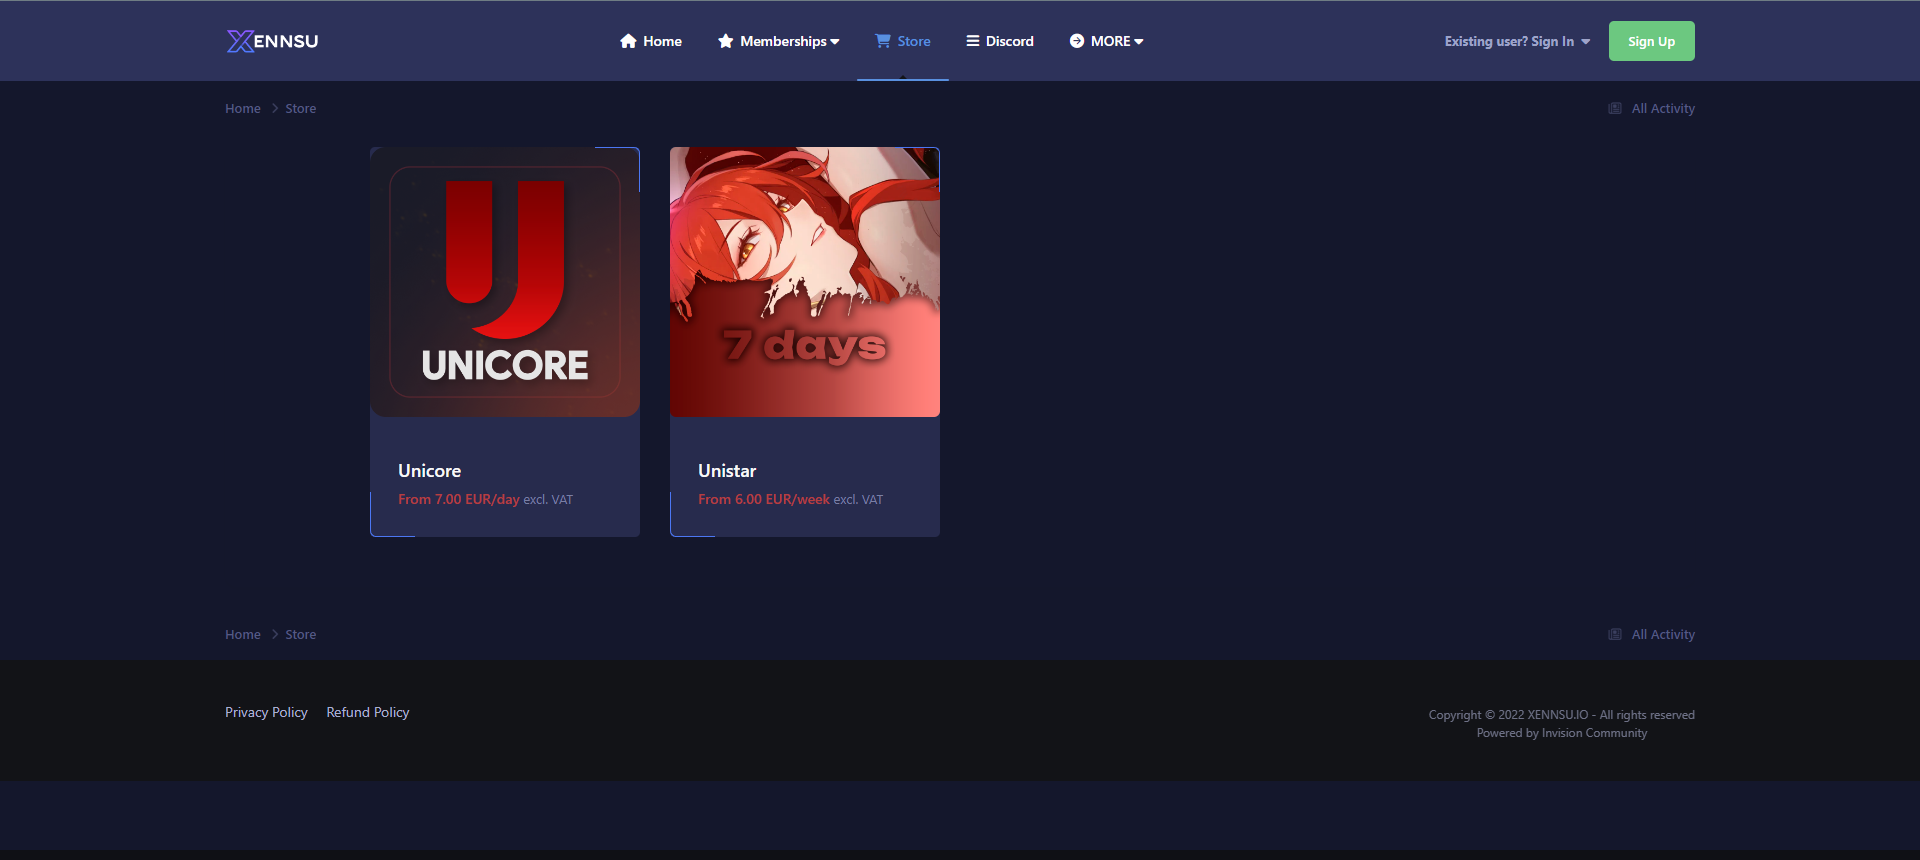 XENNSU
Home
Memberships
Store
Discord
MORE
Existing user? Sign In
Sign Up
Home > Store
All Activity
UNICORE
7 days
Unicore
From 7.00 EUR/day excl. VAT
Unistar
From 6.00 EUR/week excl. VAT
Home > Store
All Activity
Privacy Policy
Refund Policy
Copyright © 2022 XENNSU.IO - All rights reserved
Powered by Invision Community